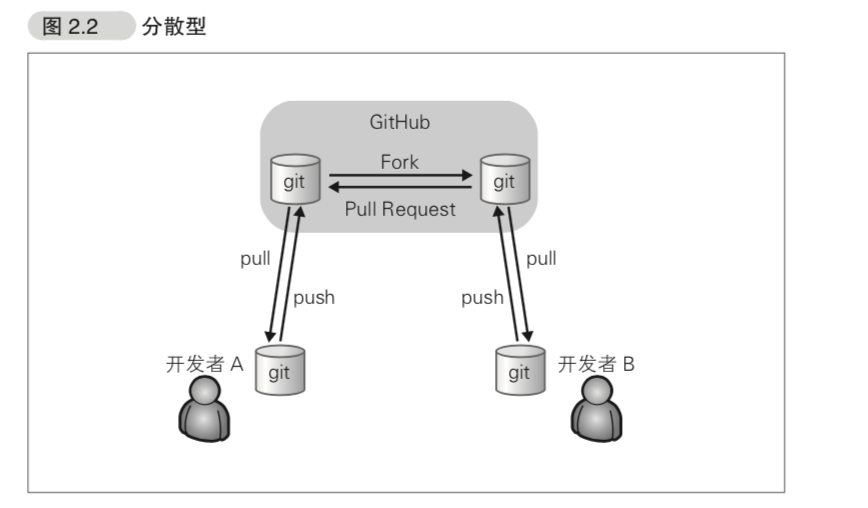 图 2.2 分散型
GitHub
Fork
git git
Pull Request
pull pull
push push
开发者 A git git 开发者 B